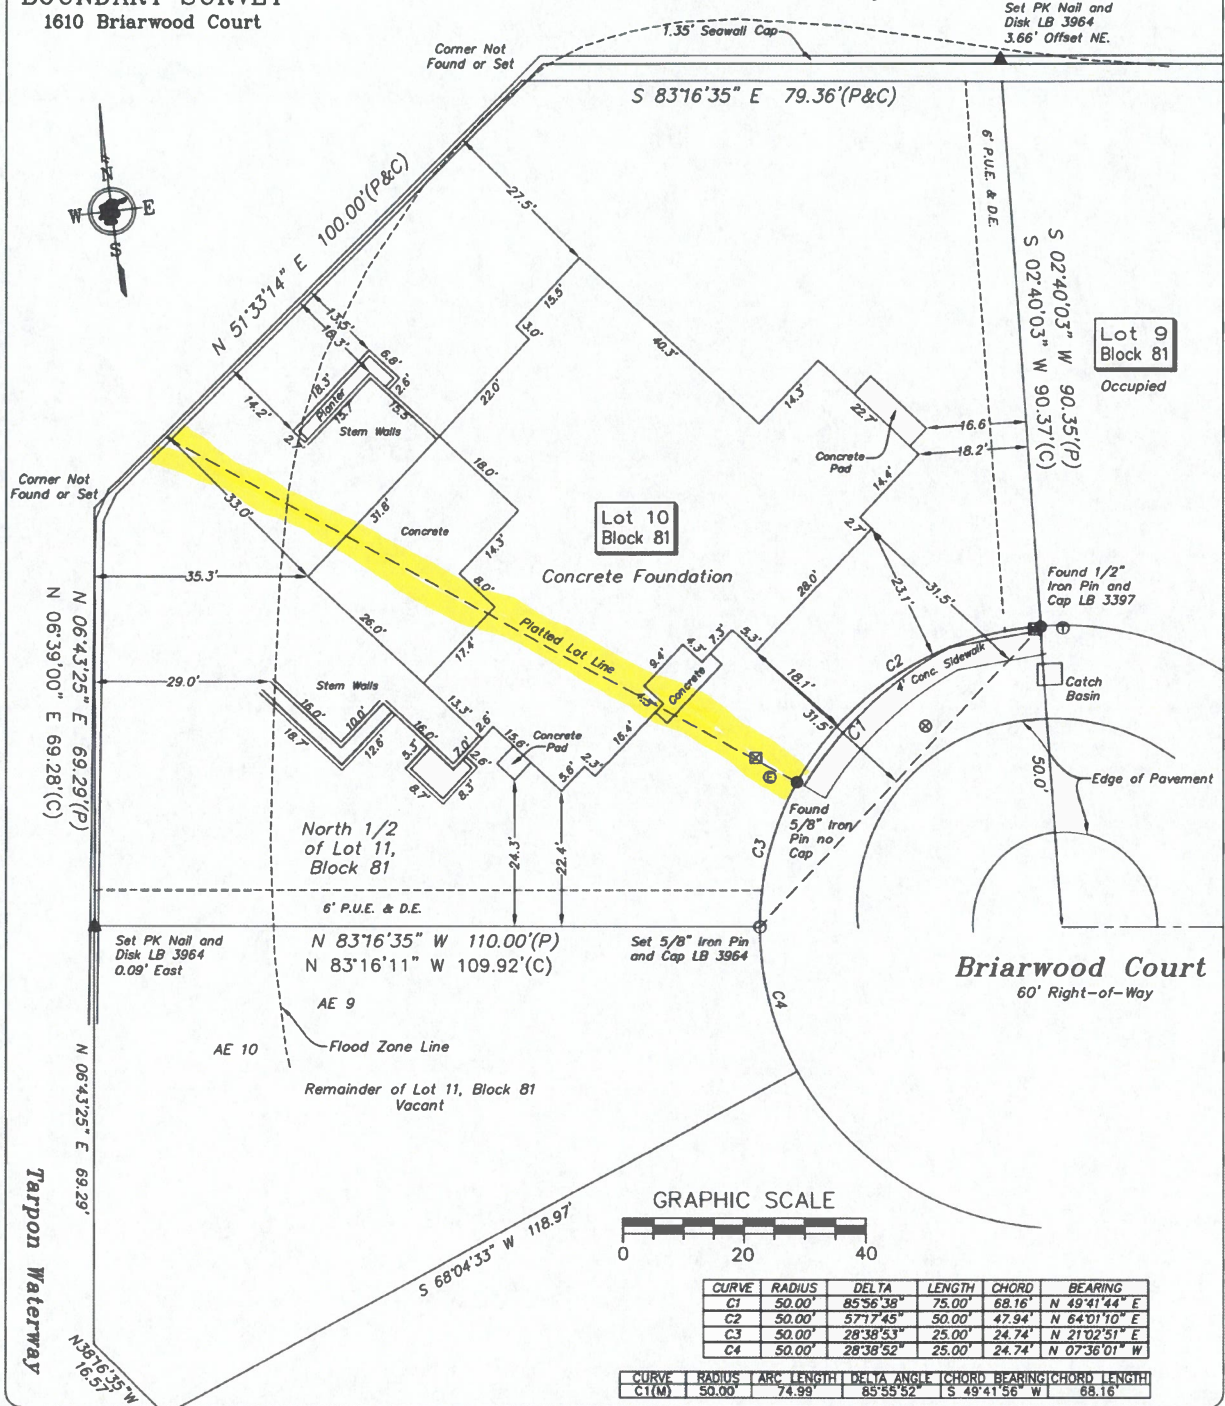 BOUNDARY SURVEY
1610 Briarwood Court
Set PK Nail and
Disk LB 3964
3.66' Offset NE.
1.35' Seawall Cap
Corner Not
Found or Set
S 83°16'35" E 79.36'(P&C)
N
W E
S
N 51°33'14" E 100.00'(P&C)
27.5'
6' P.U.E. & D.E.
S 02°40'03" W 90.35'(P)
S 02°40'03" W 90.37'(C)
Lot 9
Block 81
Occupied
15.5'
3.0'
40.3'
13.5'
16.3'
6.8'
2.6'
18.3'
Planter
15.7'
15.5'
14.2'
Stem Walls
22.0'
14.3'
22.7'
16.6
18.2'
Concrete
Pad
14.4'
2.7'
Corner Not
Found or Set
33.0'
31.8'
18.0'
Concrete
14.3'
8.0'
Lot 10
Block 81
Concrete Foundation
35.3'
28.0'
23.1'
31.5'
Found 1/2"
Iron Pin and
Cap LB 3397
N 06°43'25" E 69.29'(P)
N 06°39'00" E 69.28'(C)
26.0'
17.4'
Platted Lot Line
9.4'
4.3'
7.3'
5.3'
Concrete
18.1'
31.5'
C2
4' Conc. Sidewalk
C1
Catch
Basin
29.0'
Stem Walls
16.0'
10.0'
18.7'
12.6'
16.0'
13.3'
2.6'
7.0'
2.6'
5.3'
8.7'
8.3'
15.6'
Concrete
Pad
5.6'
2.3'
16.4'
E
50.0'
Edge of Pavement
Found
5/8" Iron
Pin no
Cap
C3
North 1/2
of Lot 11,
Block 81
24.3'
22.4'
6' P.U.E. & D.E.
Set PK Nail and
Disk LB 3964
0.09' East
N 83°16'35" W 110.00'(P)
N 83°16'11" W 109.92'(C)
Set 5/8" Iron Pin
and Cap LB 3964
Briarwood Court
60' Right-of-Way
C4
AE 9
AE 10
Flood Zone Line
Remainder of Lot 11, Block 81
Vacant
N 06°43'25" E 69.29'
Tarpon Waterway
S 68°04'33" W 118.97'
N38°16'35"W
16.57'
GRAPHIC SCALE
0 20 40
CURVE RADIUS DELTA LENGTH CHORD BEARING
C1 50.00' 85°56'38" 75.00' 68.16' N 49°41'44" E
C2 50.00' 57°17'45" 50.00' 47.94' N 64°01'10" E
C3 50.00' 28°38'53" 25.00' 24.74' N 21°02'51" E
C4 50.00' 28°38'52" 25.00' 24.74' N 07°36'01" W
CURVE RADIUS ARC LENGTH DELTA ANGLE CHORD BEARING CHORD LENGTH
C1(M) 50.00' 74.99' 85°55'52" S 49°41'56" W 68.16'